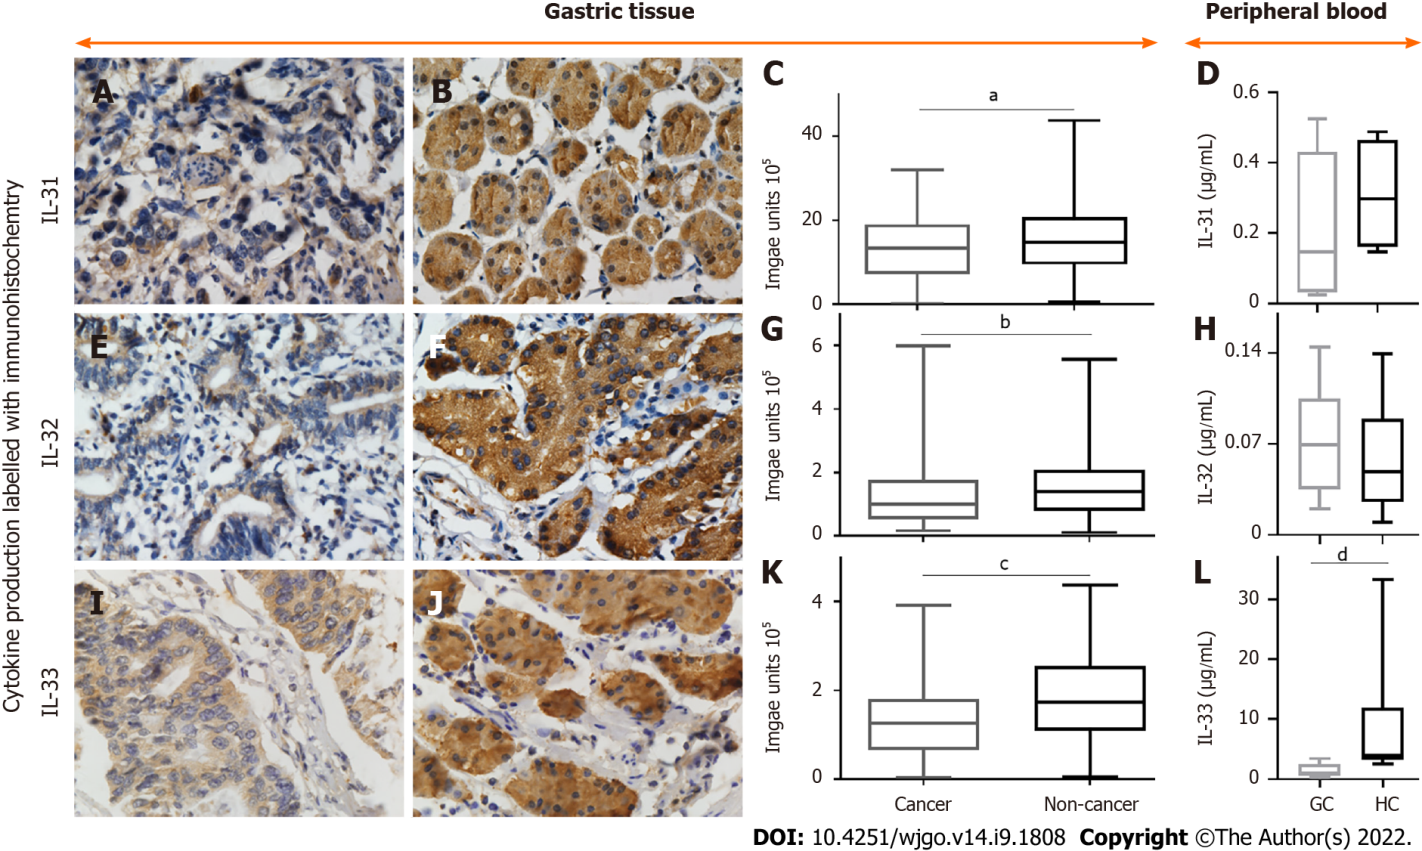 Gastric tissue
Peripheral blood
Cytokine production labelled with immunohistochemtry
IL-31
A
B
C
a
Imgae units 10⁵
40
20
0
D
IL-31 (µg/mL)
0.6
0.4
0.2
0
IL-32
E
F
G
b
Imgae units 10⁵
6
4
2
0
H
IL-32 (µg/mL)
0.14
0.07
0
IL-33
I
J
K
c
Imgae units 10⁵
4
2
0
Cancer
Non-cancer
L
d
IL-33 (µg/mL)
30
20
10
0
GC
HC
DOI: 10.4251/wjgo.v14.i9.1808 Copyright ©The Author(s) 2022.